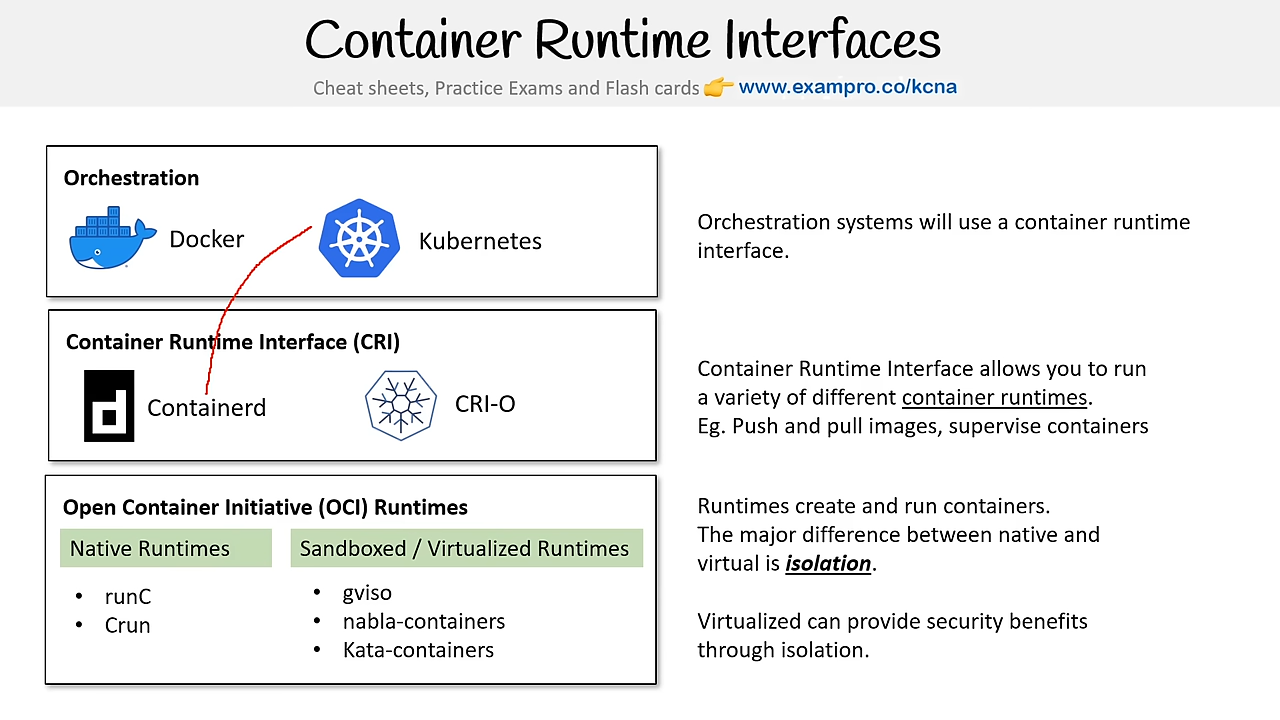 Container Runtime Interfaces
Cheat sheets, Practice Exams and Flash cards 👉 www.exampro.co/kcna
Orchestration
Docker
Kubernetes
Orchestration systems will use a container runtime
interface.
Container Runtime Interface (CRI)
Containerd
CRI-O
Container Runtime Interface allows you to run
a variety of different container runtimes.
Eg. Push and pull images, supervise containers
Open Container Initiative (OCI) Runtimes
Native Runtimes
• runC
• Crun
Sandboxed / Virtualized Runtimes
• gviso
• nabla-containers
• Kata-containers
Runtimes create and run containers.
The major difference between native and
virtual is isolation.
Virtualized can provide security benefits
through isolation.